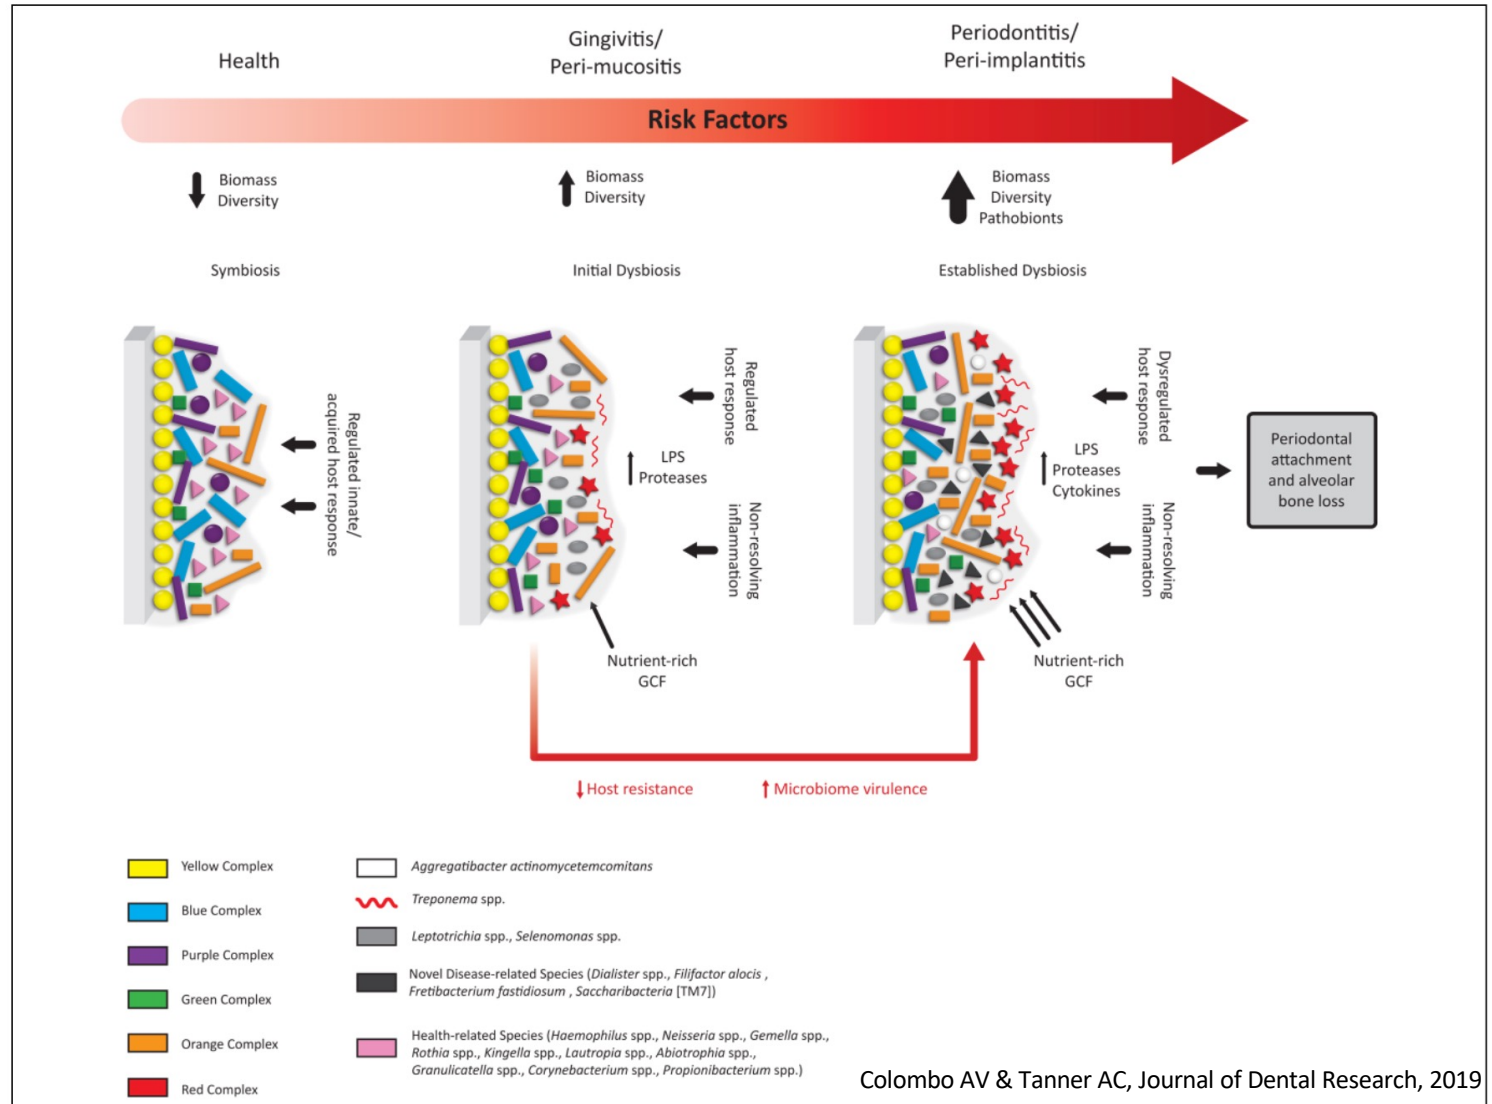 Health
Gingivitis/
Peri-mucositis
Periodontitis/
Peri-implantitis
Risk Factors
Biomass
Diversity
Biomass
Diversity
Biomass
Diversity
Pathobionts
Symbiosis
Initial Dysbiosis
Established Dysbiosis
Regulated innate/
acquired host response
Regulated
host response
LPS
Proteases
Non-resolving
inflammation
Nutrient-rich
GCF
Dysregulated
host response
LPS
Proteases
Cytokines
Non-resolving
inflammation
Nutrient-rich
GCF
Periodontal
attachment
and alveolar
bone loss
↓Host resistance
↑Microbiome virulence
Yellow Complex
Blue Complex
Purple Complex
Green Complex
Orange Complex
Red Complex
Aggregatibacter actinomycetemcomitans
Treponema spp.
Leptotrichia spp., Selenomonas spp.
Novel Disease-related Species (Dialister spp., Filifactor alocis ,
Fretibacterium fastidiosum , Saccharibacteria [TM7])
Health-related Species (Haemophilus spp., Neisseria spp., Gemella spp.,
Rothia spp., Kingella spp., Lautropia spp., Abiotrophia spp.,
Granulicatella spp., Corynebacterium spp., Propionibacterium spp.)
Colombo AV & Tanner AC, Journal of Dental Research, 2019